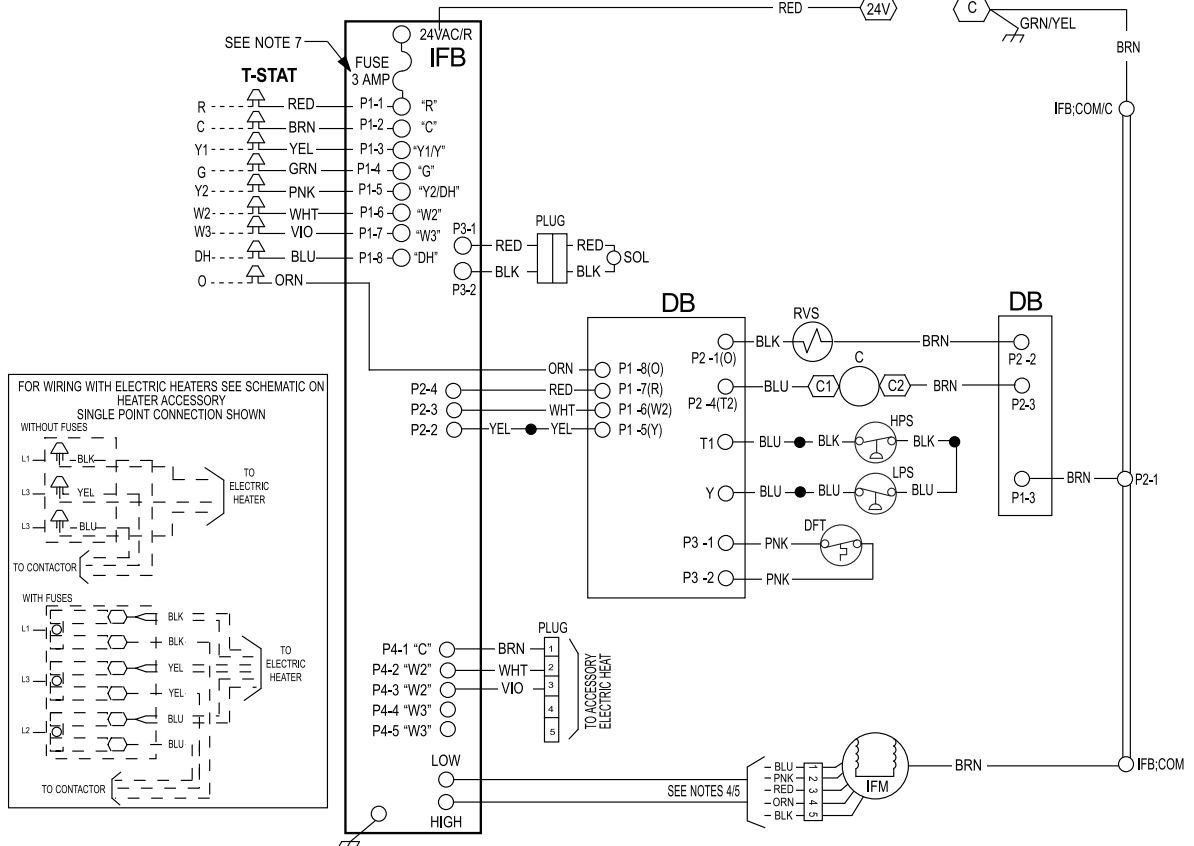 RED
24V
C
GRN/YEL
BRN
SEE NOTE 7
24VAC/R
IFB
FUSE
3 AMP
T-STAT
R RED P1-1 "R"
C BRN P1-2 "C"
Y1 YEL P1-3 "Y1/Y"
G GRN P1-4 "G"
Y2 PNK P1-5 "Y2/DH"
W2 WHT P1-6 "W2"
W3 VIO P1-7 "W3"
DH BLU P1-8 "DH"
O ORN
IFB;COM/C
PLUG
P3-1 RED RED
SOL
P3-2 BLK BLK
DB
DB
RVS
P2 -1(O) BLK BRN P2 -2
C
P2 -4(T2) BLU C1 C2 BRN P2-3
ORN P1 -8(O)
P2-4 RED P1 -7(R)
P2-3 WHT P1 -6(W2)
P2-2 YEL YEL P1 -5(Y)
HPS
T1 BLU BLK BLK
LPS
Y BLU BLU BLU
P1-3 BRN P2-1
DFT
P3 -1 PNK
P3 -2 PNK
FOR WIRING WITH ELECTRIC HEATERS SEE SCHEMATIC ON
HEATER ACCESSORY
SINGLE POINT CONNECTION SHOWN
WITHOUT FUSES
L1 BLK
L3 YEL
L3 BLU
TO
ELECTRIC
HEATER
TO CONTACTOR
WITH FUSES
L1 BLK
BLK
L3 YEL
YEL
L2 BLU
BLU
TO
ELECTRIC
HEATER
TO CONTACTOR
PLUG
P4-1 "C" BRN 1
P4-2 "W2" WHT 2
P4-3 "W2" VIO 3
P4-4 "W3" 4
P4-5 "W3" 5
TO ACCESSORY
ELECTRIC HEAT
LOW
HIGH
SEE NOTES 4/5
BLU 1
PNK 2
RED 3
ORN 4
BLK 5
IFM
BRN
IFB;COM